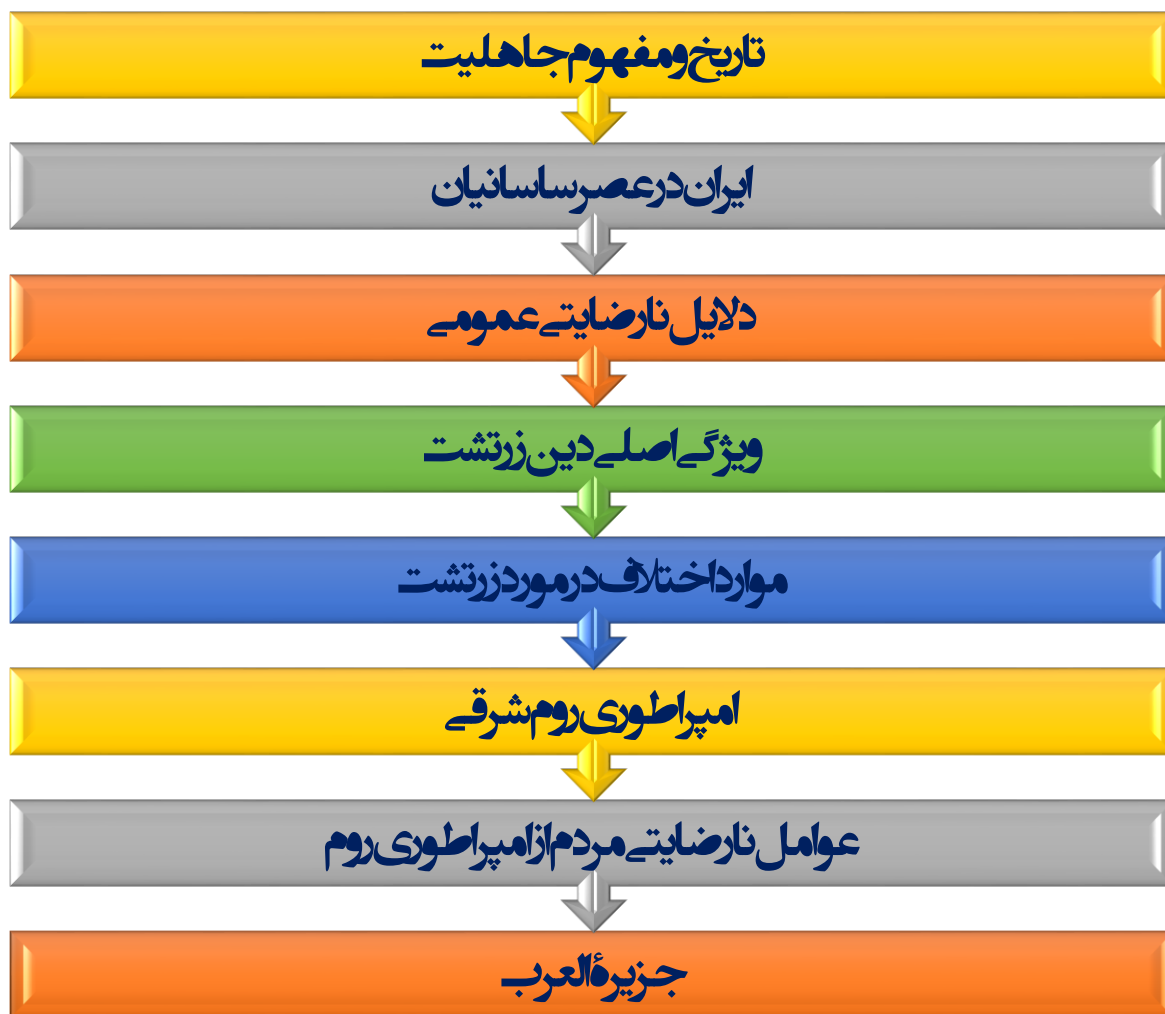 تاریخ و مفهوم جاهلیت
ایران در عصر ساسانیان
دلایل نارضایتی عمومی
ویژگی اصلی دین زرتشت
موارد اختلاف در مورد زرتشت
امپراطوری روم شرقی
عوامل نارضایتی مردم از امپراطوری روم
جزیرۀ العرب